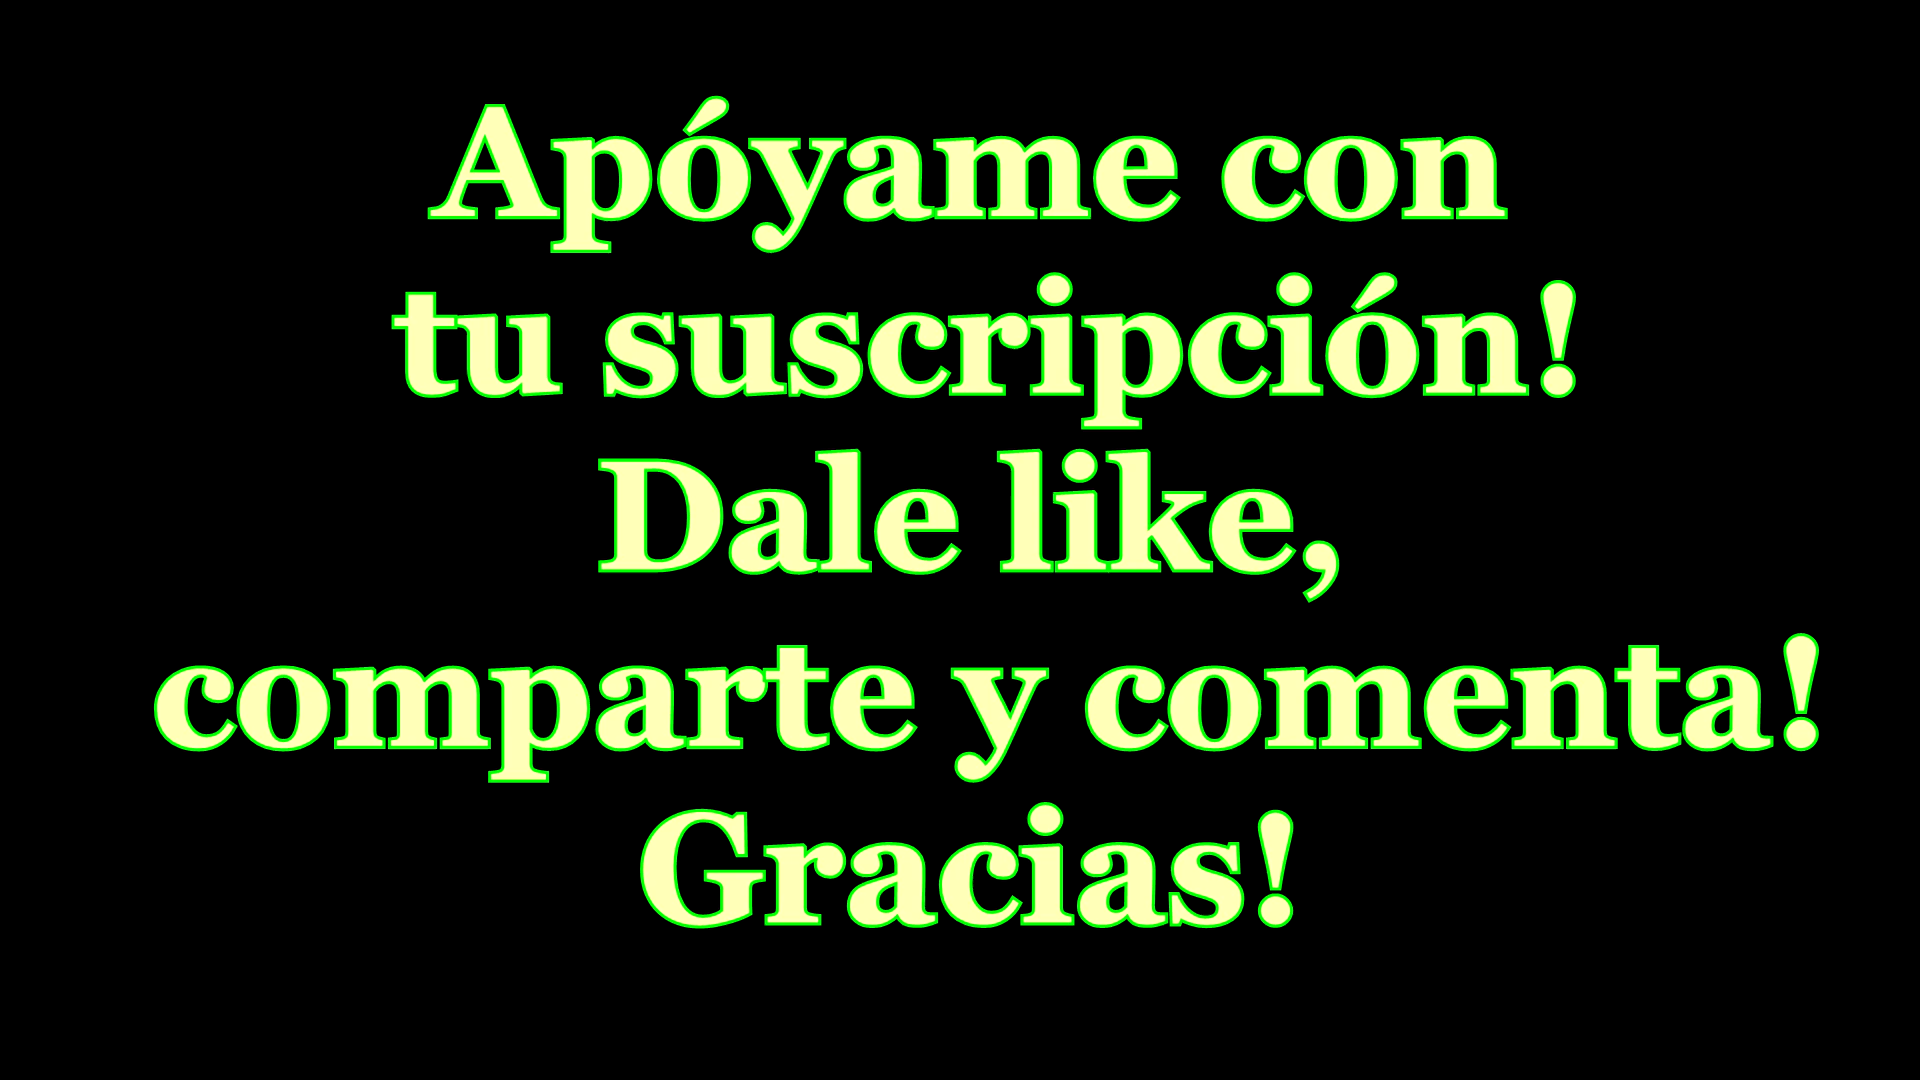 Apóyame con
tu suscripción!
Dale like,
comparte y comenta!
Gracias!